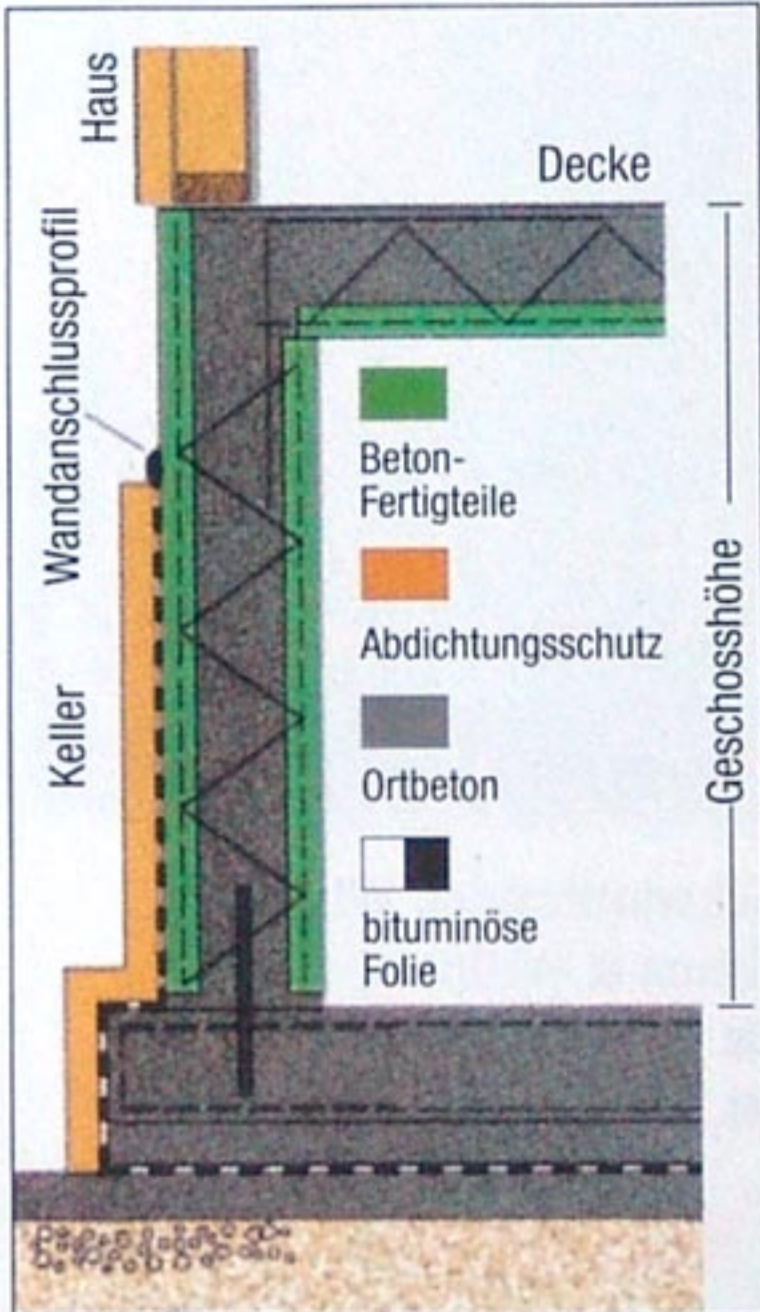 Haus
Decke
Wandanschlussprofil
Beton-
Fertigteile
Abdichtungsschutz
Geschosshöhe
Keller
Ortbeton
bituminöse
Folie